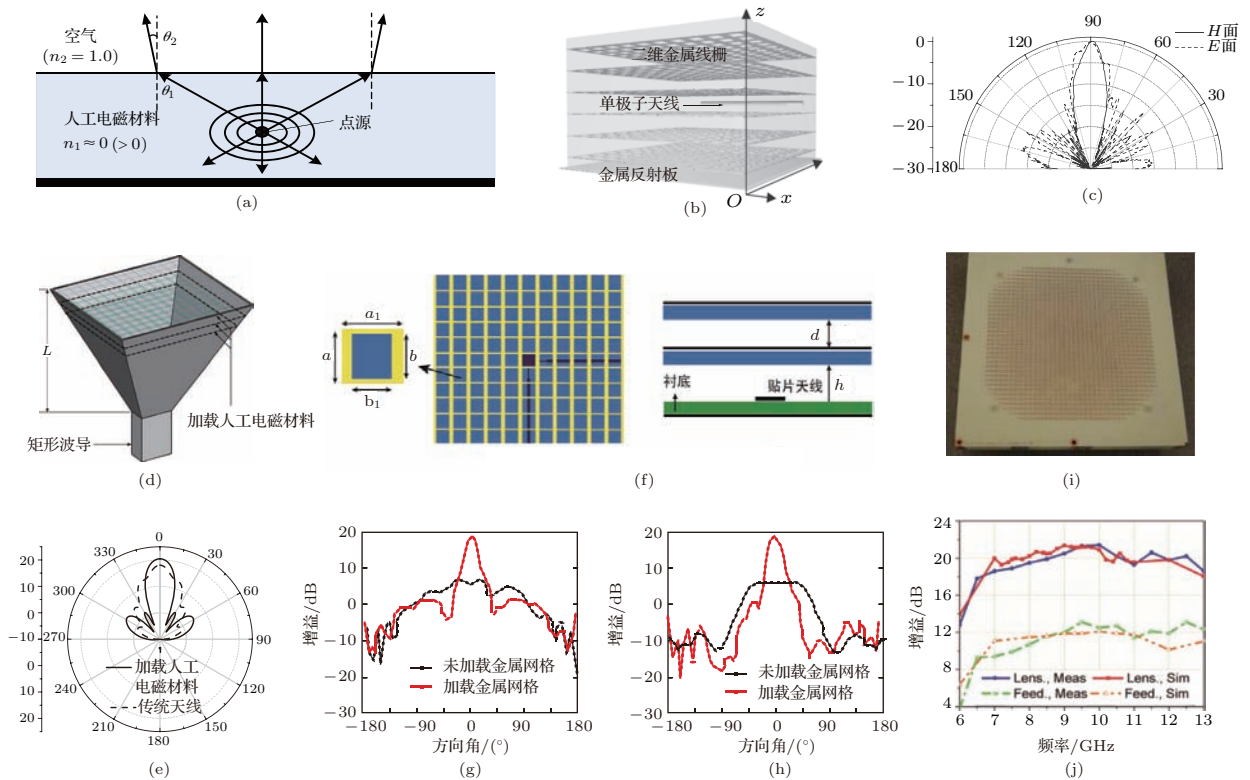 空气
(n₂ = 1.0)
θ₂
θ₁
人工电磁材料
n₁ ≈ 0 (> 0)
点源
(a)
z
二维金属线栅
单极子天线
金属反射板
O
x
(b)
0
−10
−20
−30
180
150
120
90
60
30
H面
E面
(c)
L
加载人工电磁材料
矩形波导
(d)
a₁
a
b
b₁
d
h
衬底
贴片天线
(f)
(i)
20
10
0
−10
0
10
20
0
30
60
90
120
150
180
210
240
270
300
330
加载人工
电磁材料
传统天线
(e)
增益/dB
20
10
0
−10
−20
−30
−180
−90
0
90
180
未加载金属网格
加载金属网格
方向角/(°)
(g)
增益/dB
20
10
0
−10
−20
−30
−180
−90
0
90
180
未加载金属网格
加载金属网格
方向角/(°)
(h)
增益/dB
24
20
16
12
8
4
6
7
8
9
10
11
12
13
Lens., Meas
Lens., Sim
Feed., Meas
Feed., Sim
频率/GHz
(j)